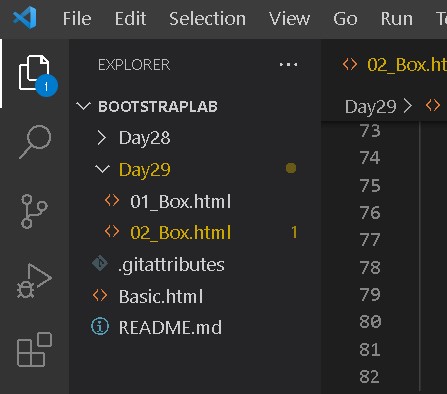 File Edit Selection View Go Run
EXPLORER ...
02_Box.ht
1
BOOTSTRAPLAB
Day29 >
Day28
Day29
01_Box.html
02_Box.html 1
.gitattributes
Basic.html
README.md
73
74
75
76
77
78
79
80
81
82